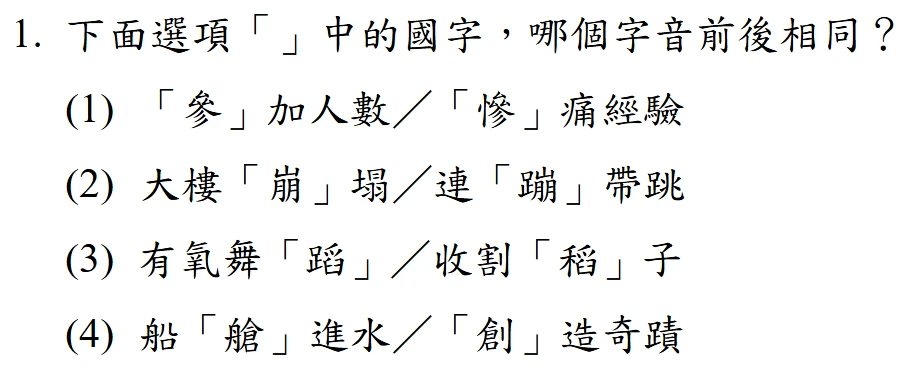 1. 下面選項「」中的國字，哪個字音前後相同？
(1) 「參」加人數／「慘」痛經驗
(2) 大樓「崩」塌／連「蹦」帶跳
(3) 有氧舞「蹈」／收割「稻」子
(4) 船「艙」進水／「創」造奇蹟